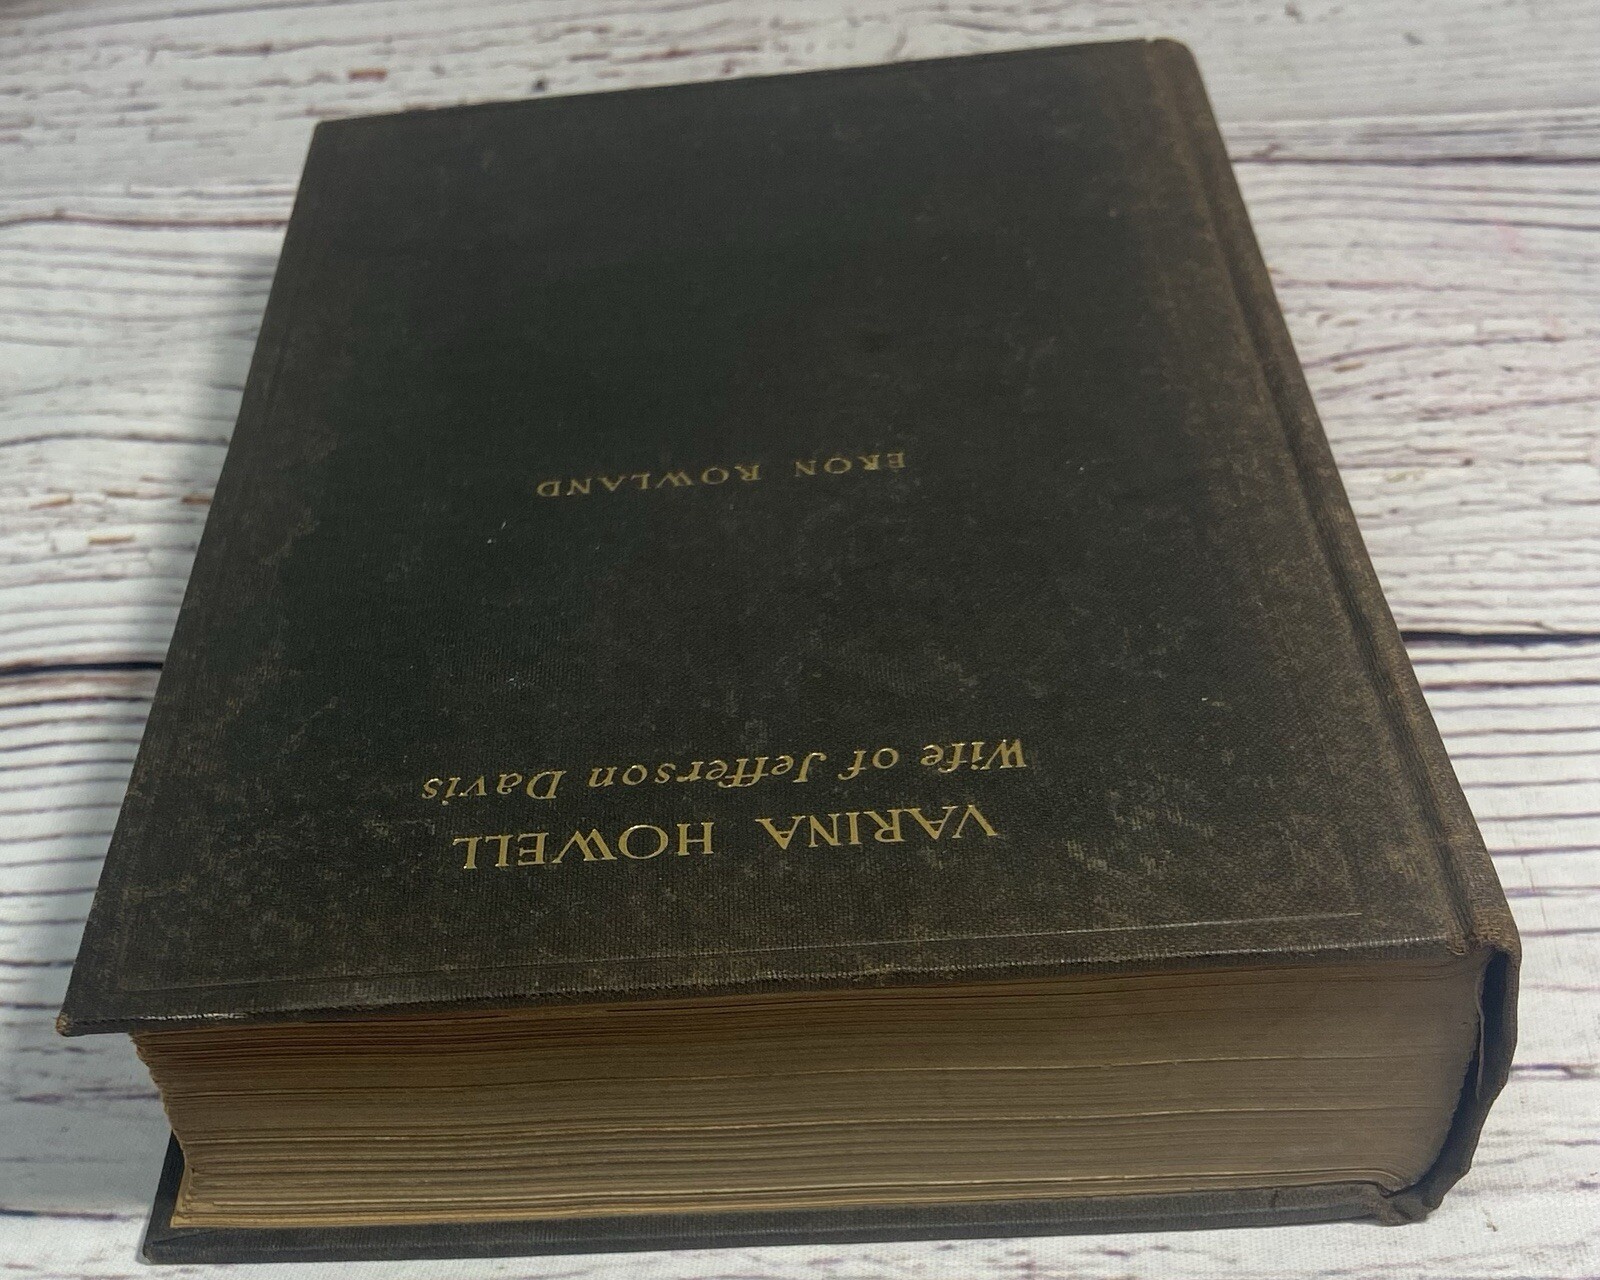 VARINA HOWELL
Wife of Jefferson Davis
ERON ROWLAND